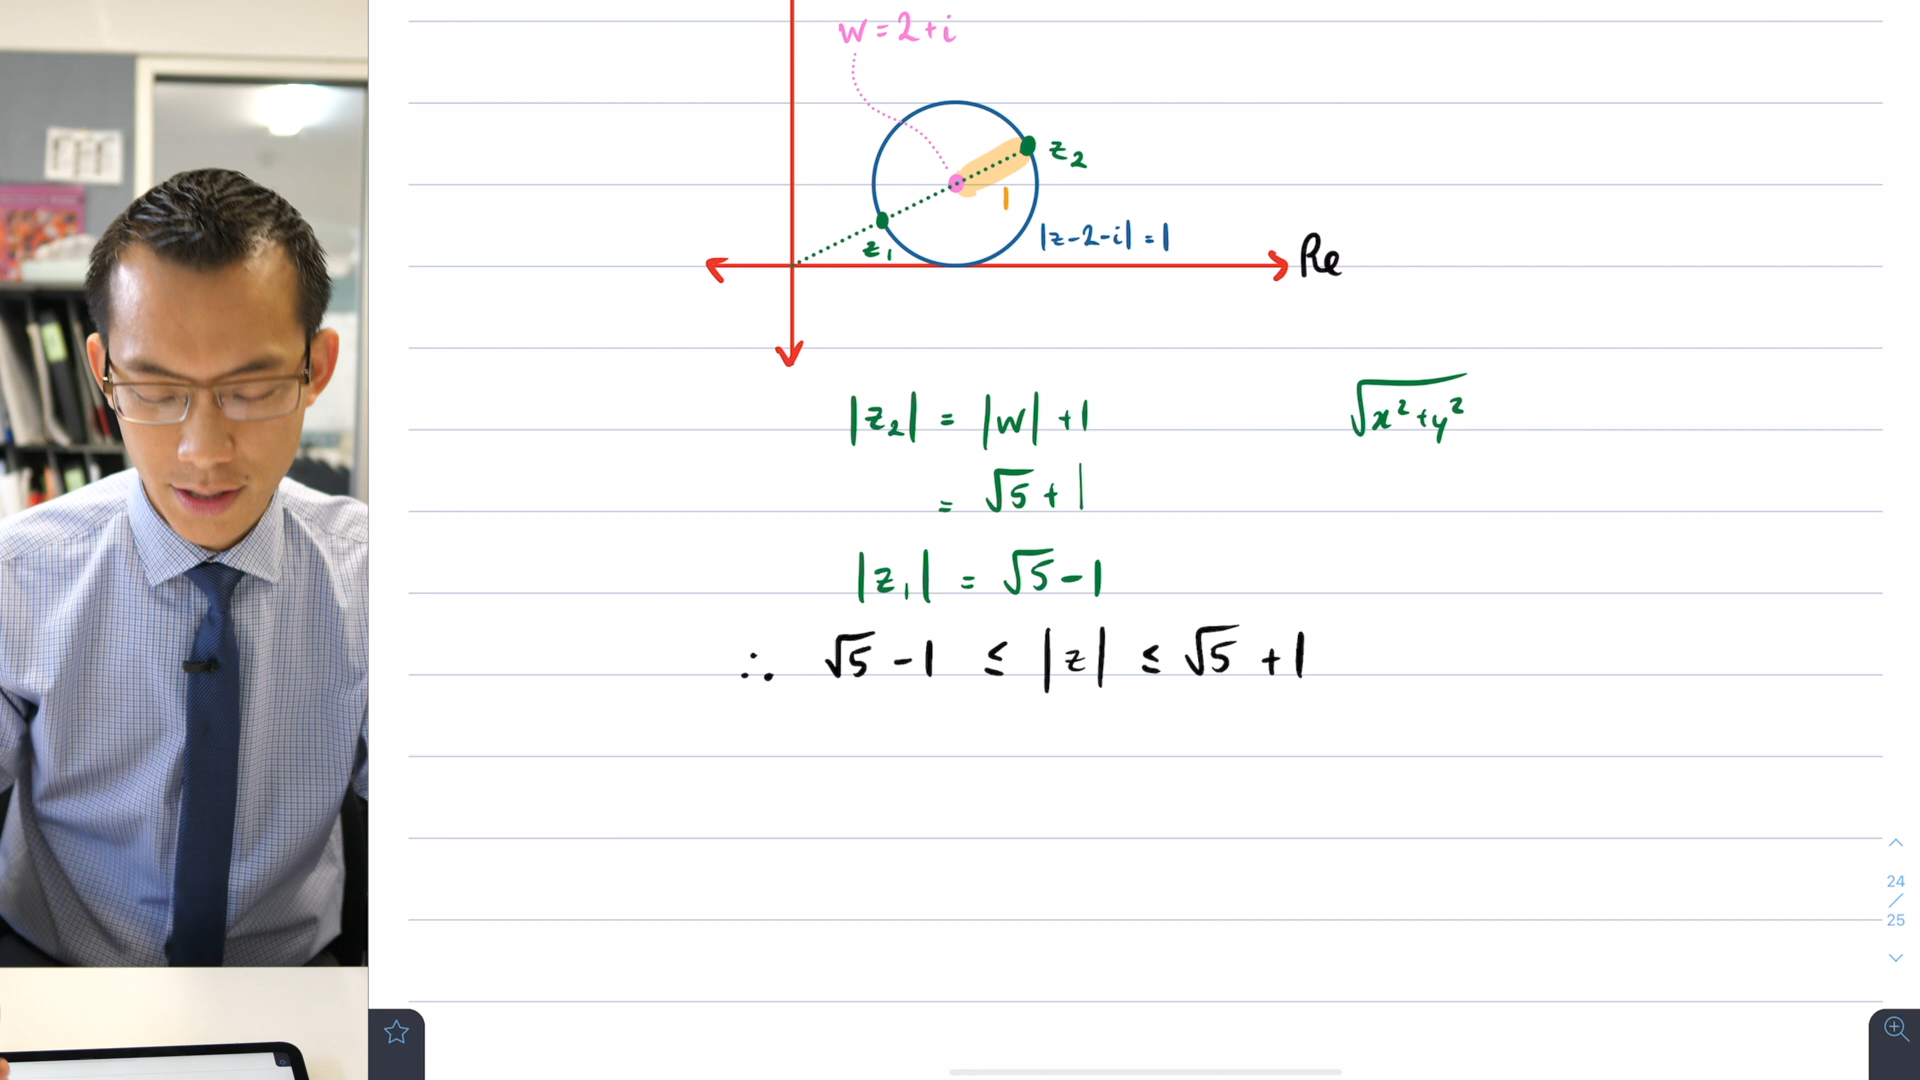 w = 2 + i
z₂
1
|z-2-i| = 1
z₁
Re
|z₂| = |w| + 1
√(x² + y²)
= √5 + 1
|z₁| = √5 - 1
∴ √5 - 1 ≤ |z| ≤ √5 + 1
24
/
25